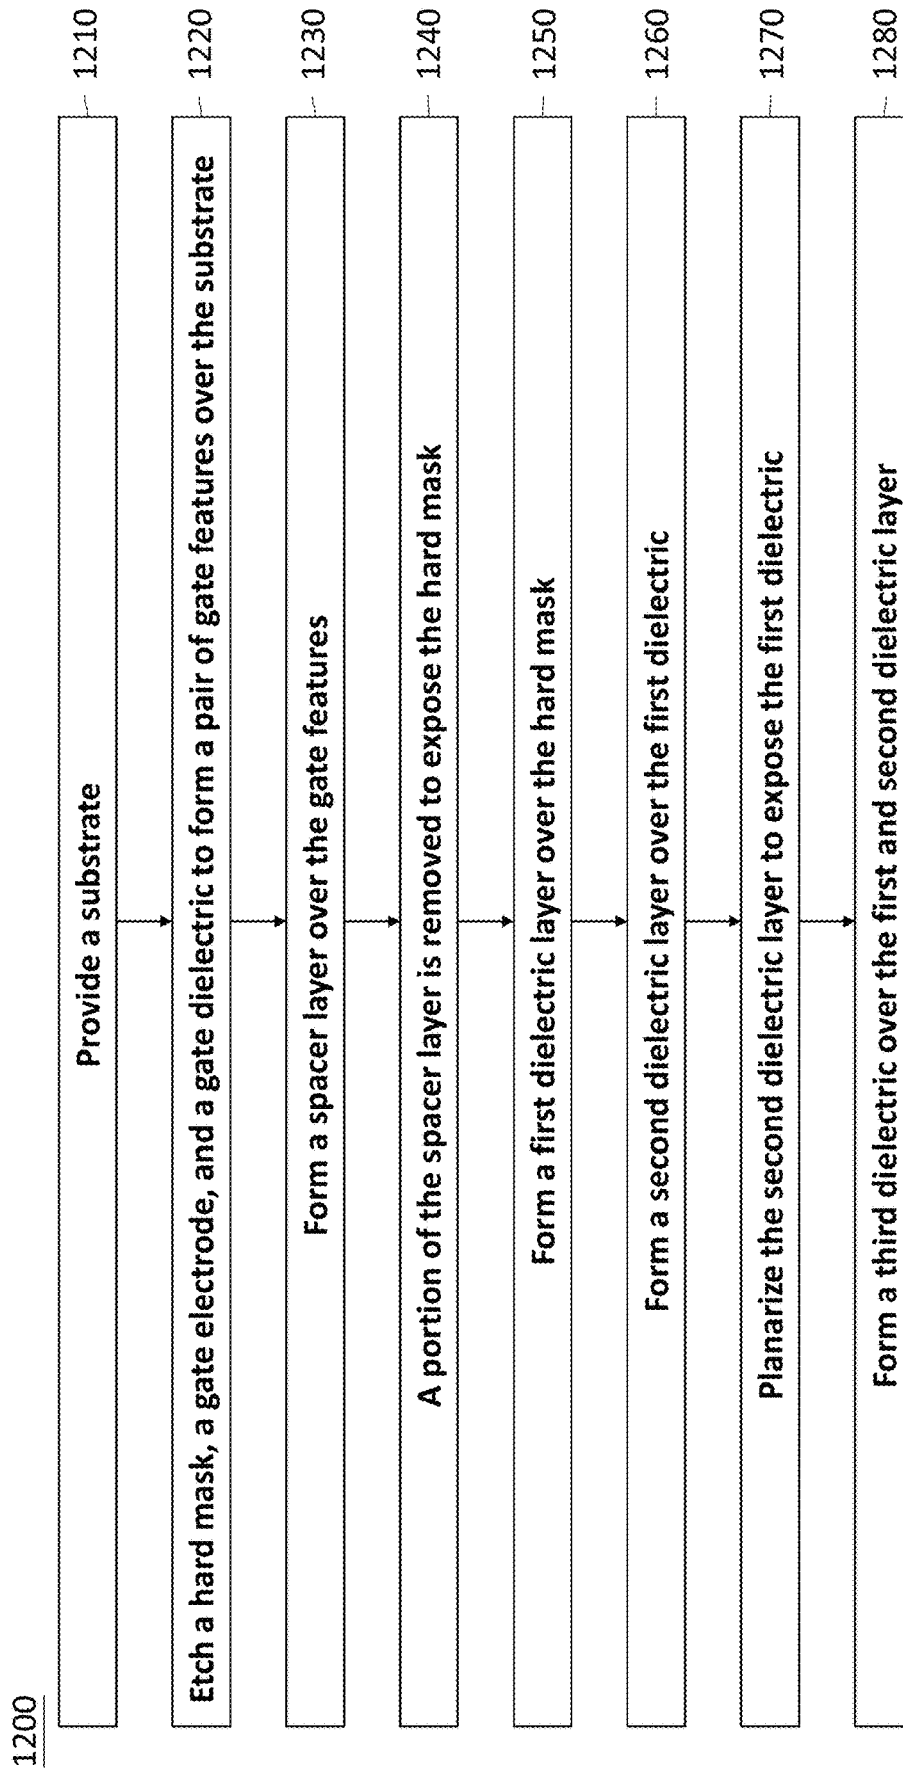 1200
Provide a substrate
1210
Etch a hard mask, a gate electrode, and a gate dielectric to form a pair of gate features over the substrate
1220
Form a spacer layer over the gate features
1230
A portion of the spacer layer is removed to expose the hard mask
1240
Form a first dielectric layer over the hard mask
1250
Form a second dielectric layer over the first dielectric
1260
Planarize the second dielectric layer to expose the first dielectric
1270
Form a third dielectric over the first and second dielectric layer
1280